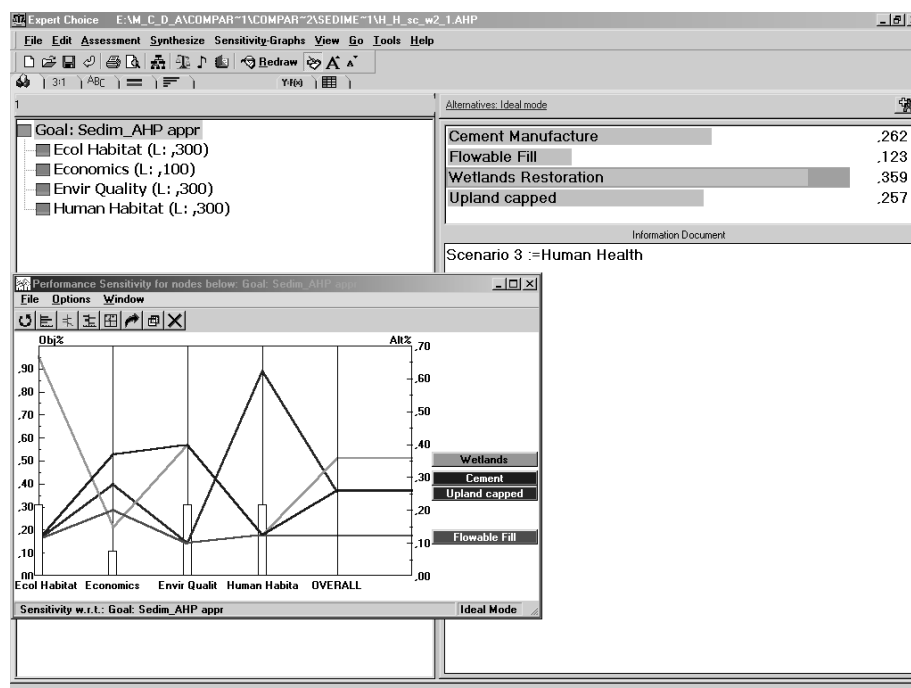 Expert Choice E:\M_C_D_A\COMPAR~1\COMPAR~2\SEDIME~1\H_H_sc_w2_1.AHP
File Edit Assessment Synthesize Sensitivity-Graphs View Go Tools Help
Redraw A A
3:1 ABC Y=f(x)
1
Alternatives: Ideal mode
Goal: Sedim_AHP appr
Ecol Habitat (L: ,300)
Economics (L: ,100)
Envir Quality (L: ,300)
Human Habitat (L: ,300)
Cement Manufacture ,262
Flowable Fill ,123
Wetlands Restoration ,359
Upland capped ,257
Information Document
Scenario 3 :=Human Health
Performance Sensitivity for nodes below: Goal: Sedim_AHP appr
File Options Window
Obj% Alt%
,90
,80
,70
,60
,50
,40
,30
,20
,10
,00
,70
,60
,50
,40
,30
,20
,10
,00
Wetlands
Cement
Upland capped
Flowable Fill
Ecol Habitat Economics Envir Qualit Human Habita OVERALL
Sensitivity w.r.t.: Goal: Sedim_AHP appr Ideal Mode